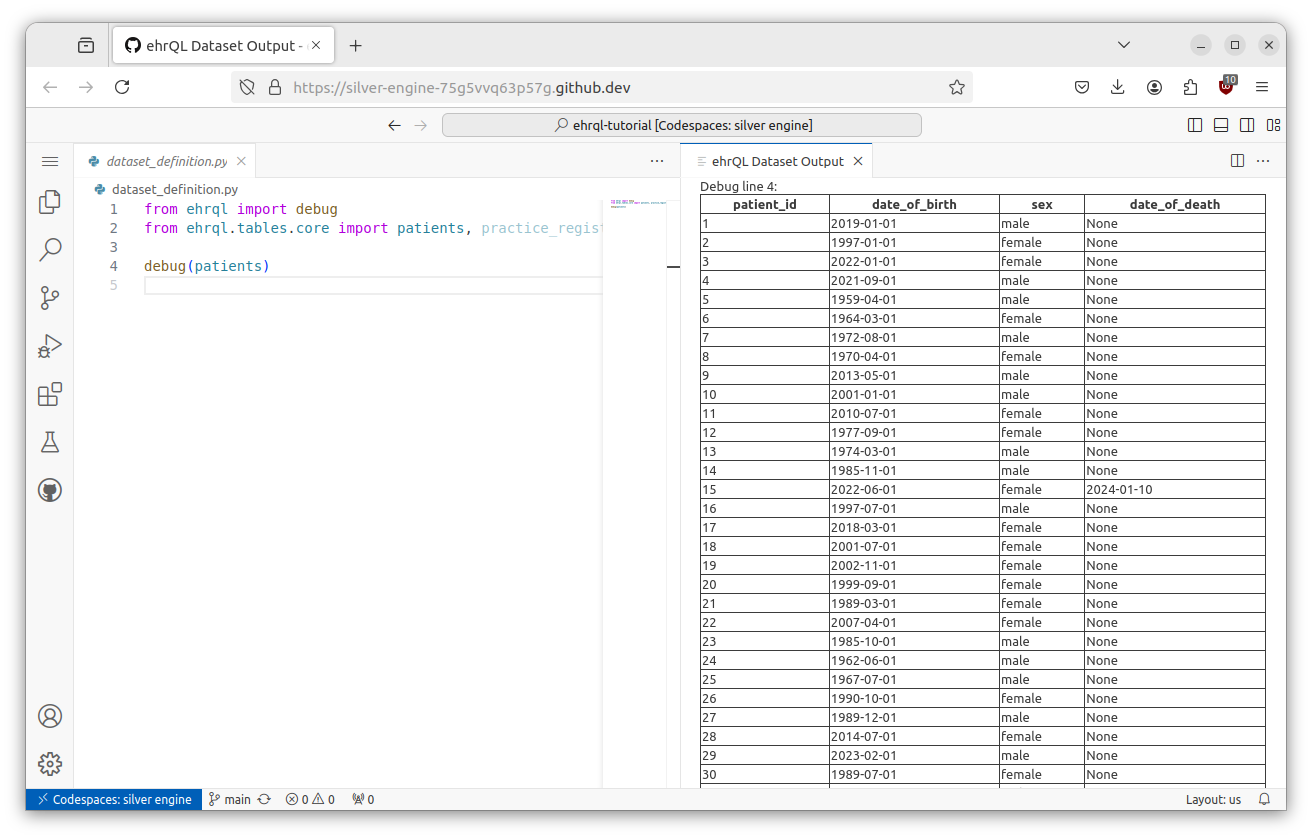 ehrQL Dataset Output -
https://silver-engine-75g5vvq63p57g.github.dev
10
ehrql-tutorial [Codespaces: silver engine]
dataset_definition.py
ehrQL Dataset Output
dataset_definition.py
1 from ehrql import debug
2 from ehrql.tables.core import patients, practice_regist
3
4 debug(patients)
5
Debug line 4:
patient_id date_of_birth sex date_of_death
1 2019-01-01 male None
2 1997-01-01 female None
3 2022-01-01 female None
4 2021-09-01 male None
5 1959-04-01 male None
6 1964-03-01 female None
7 1972-08-01 male None
8 1970-04-01 female None
9 2013-05-01 male None
10 2001-01-01 male None
11 2010-07-01 female None
12 1977-09-01 female None
13 1974-03-01 male None
14 1985-11-01 male None
15 2022-06-01 female 2024-01-10
16 1997-07-01 male None
17 2018-03-01 female None
18 2001-07-01 female None
19 2002-11-01 female None
20 1999-09-01 female None
21 1989-03-01 female None
22 2007-04-01 female None
23 1985-10-01 male None
24 1962-06-01 male None
25 1967-07-01 male None
26 1990-10-01 female None
27 1989-12-01 male None
28 2014-07-01 female None
29 2023-02-01 male None
30 1989-07-01 female None
Codespaces: silver engine main 0 0 0 Layout: us